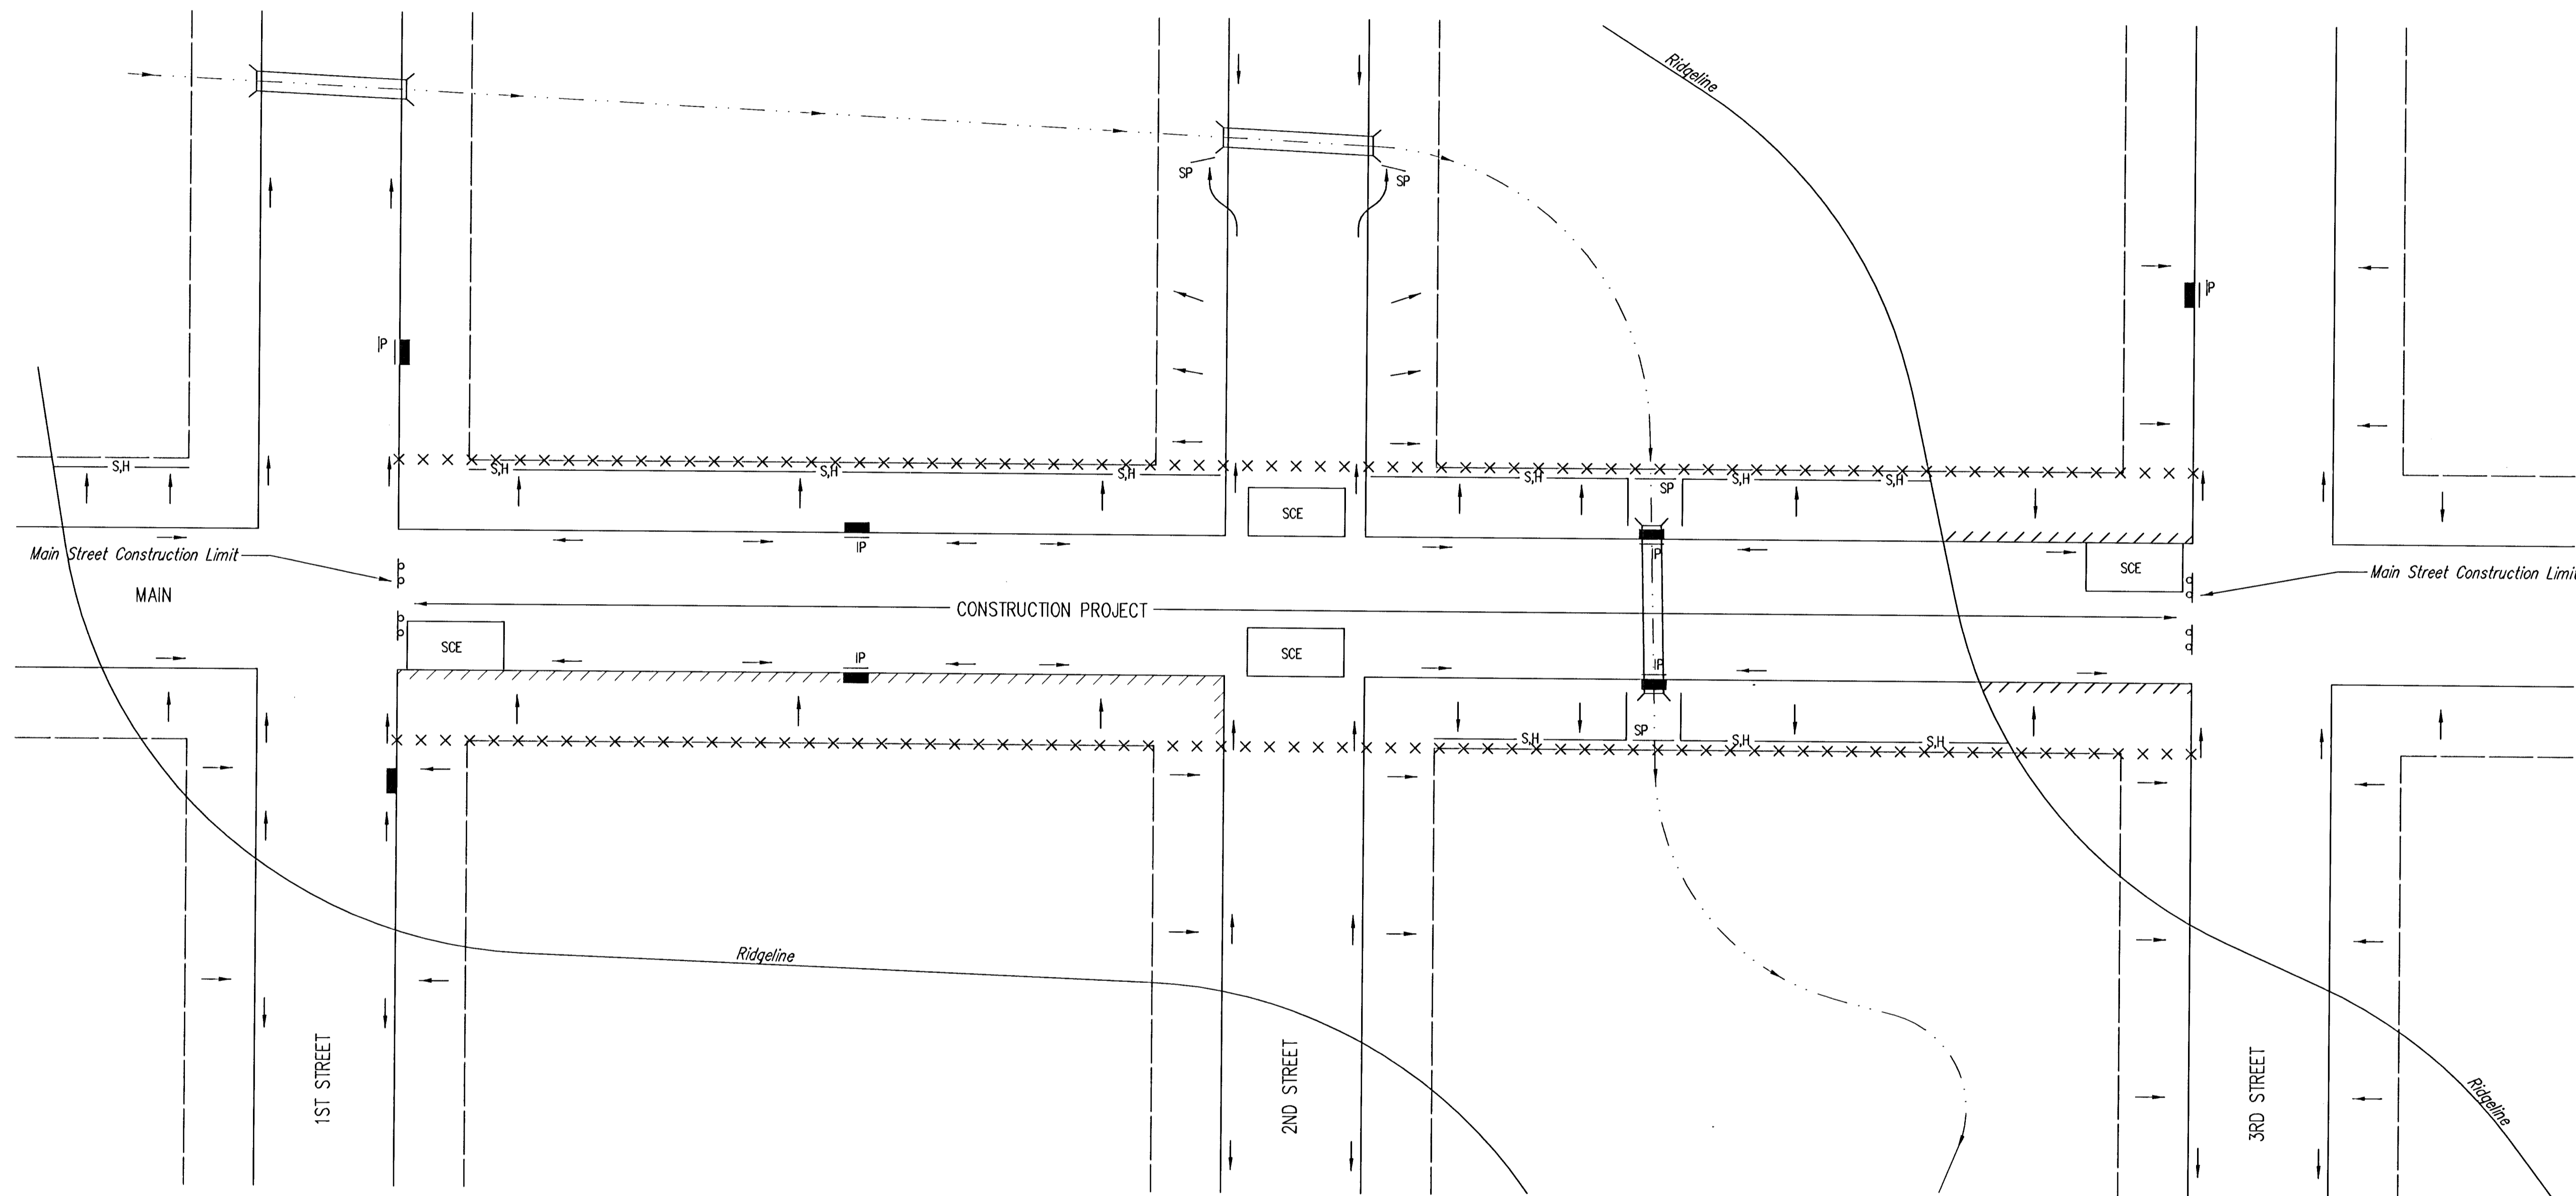 Ridgeline
SP
SP
IP
IP
S,H
S,H
S,H
S,H
S,H
SP
S,H
S,H
SCE
IP
IP
Main Street Construction Limit
SCE
Main Street Construction Limit
MAIN
CONSTRUCTION PROJECT
SCE
IP
SCE
IP
S,H
SP
S,H
S,H
Ridgeline
1ST STREET
2ND STREET
3RD STREET
Ridgeline